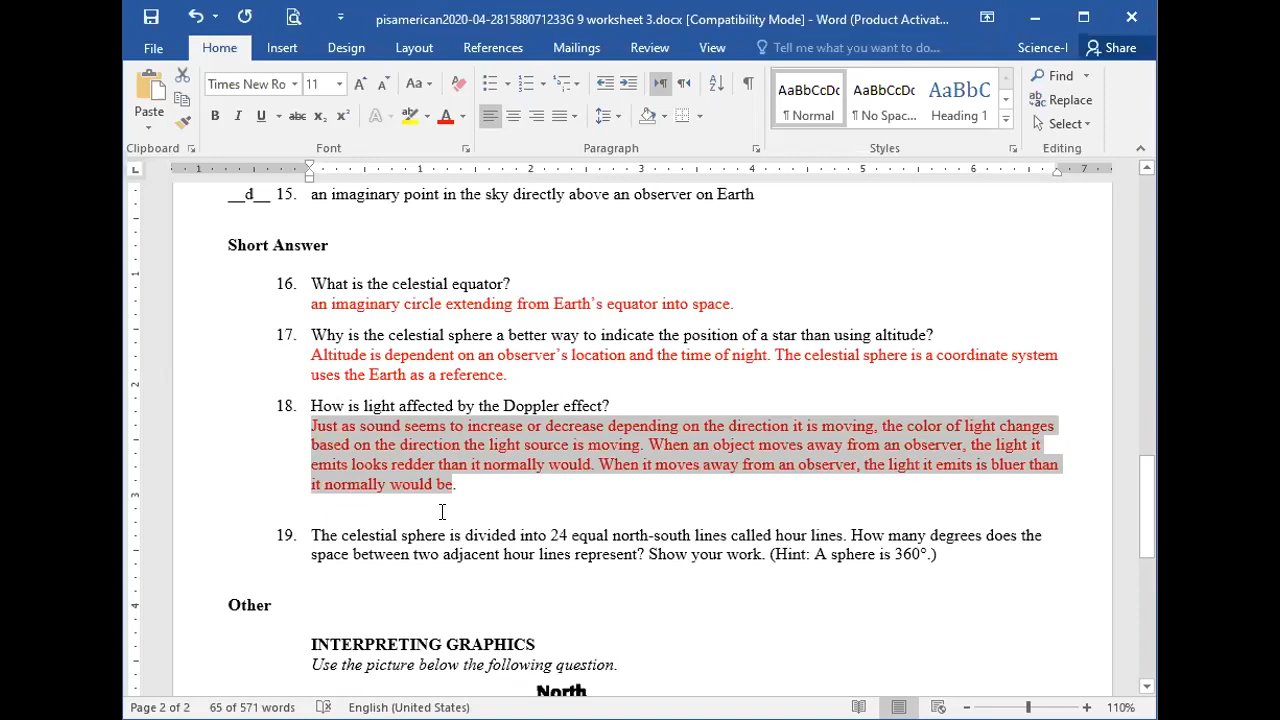 pisamerican2020-04-281588071233G 9 worksheet 3.docx [Compatibility Mode] - Word (Product Activat...
File Home Insert Design Layout References Mailings Review View Tell me what you want to do... Science-I Share
Paste
Times New Ro 11
Clipboard
Font
Paragraph
AaBbCcDc AaBbCcDc AaBbC
¶ Normal ¶ No Spac... Heading 1
Styles
Find
Replace
Select
Editing
1 1 2 3 4 5 6 7
__d__ 15. an imaginary point in the sky directly above an observer on Earth
Short Answer
16. What is the celestial equator?
an imaginary circle extending from Earth’s equator into space.
17. Why is the celestial sphere a better way to indicate the position of a star than using altitude?
Altitude is dependent on an observer’s location and the time of night. The celestial sphere is a coordinate system
uses the Earth as a reference.
18. How is light affected by the Doppler effect?
Just as sound seems to increase or decrease depending on the direction it is moving, the color of light changes
based on the direction the light source is moving. When an object moves away from an observer, the light it
emits looks redder than it normally would. When it moves away from an observer, the light it emits is bluer than
it normally would be.
19. The celestial sphere is divided into 24 equal north-south lines called hour lines. How many degrees does the
space between two adjacent hour lines represent? Show your work. (Hint: A sphere is 360°.)
Other
INTERPRETING GRAPHICS
Use the picture below the following question.
North
Page 2 of 2 65 of 571 words English (United States) 110%